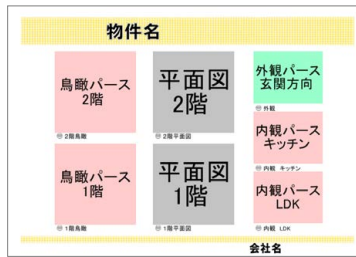 物件名
鳥瞰パース
2階
平面図
2階
外観パース
玄関方向
外観
2階鳥瞰
2階平面図
内観パース
キッチン
内観 キッチン
鳥瞰パース
1階
平面図
1階
内観パース
LDK
1階鳥瞰
1階平面図
内観 LDK
会社名